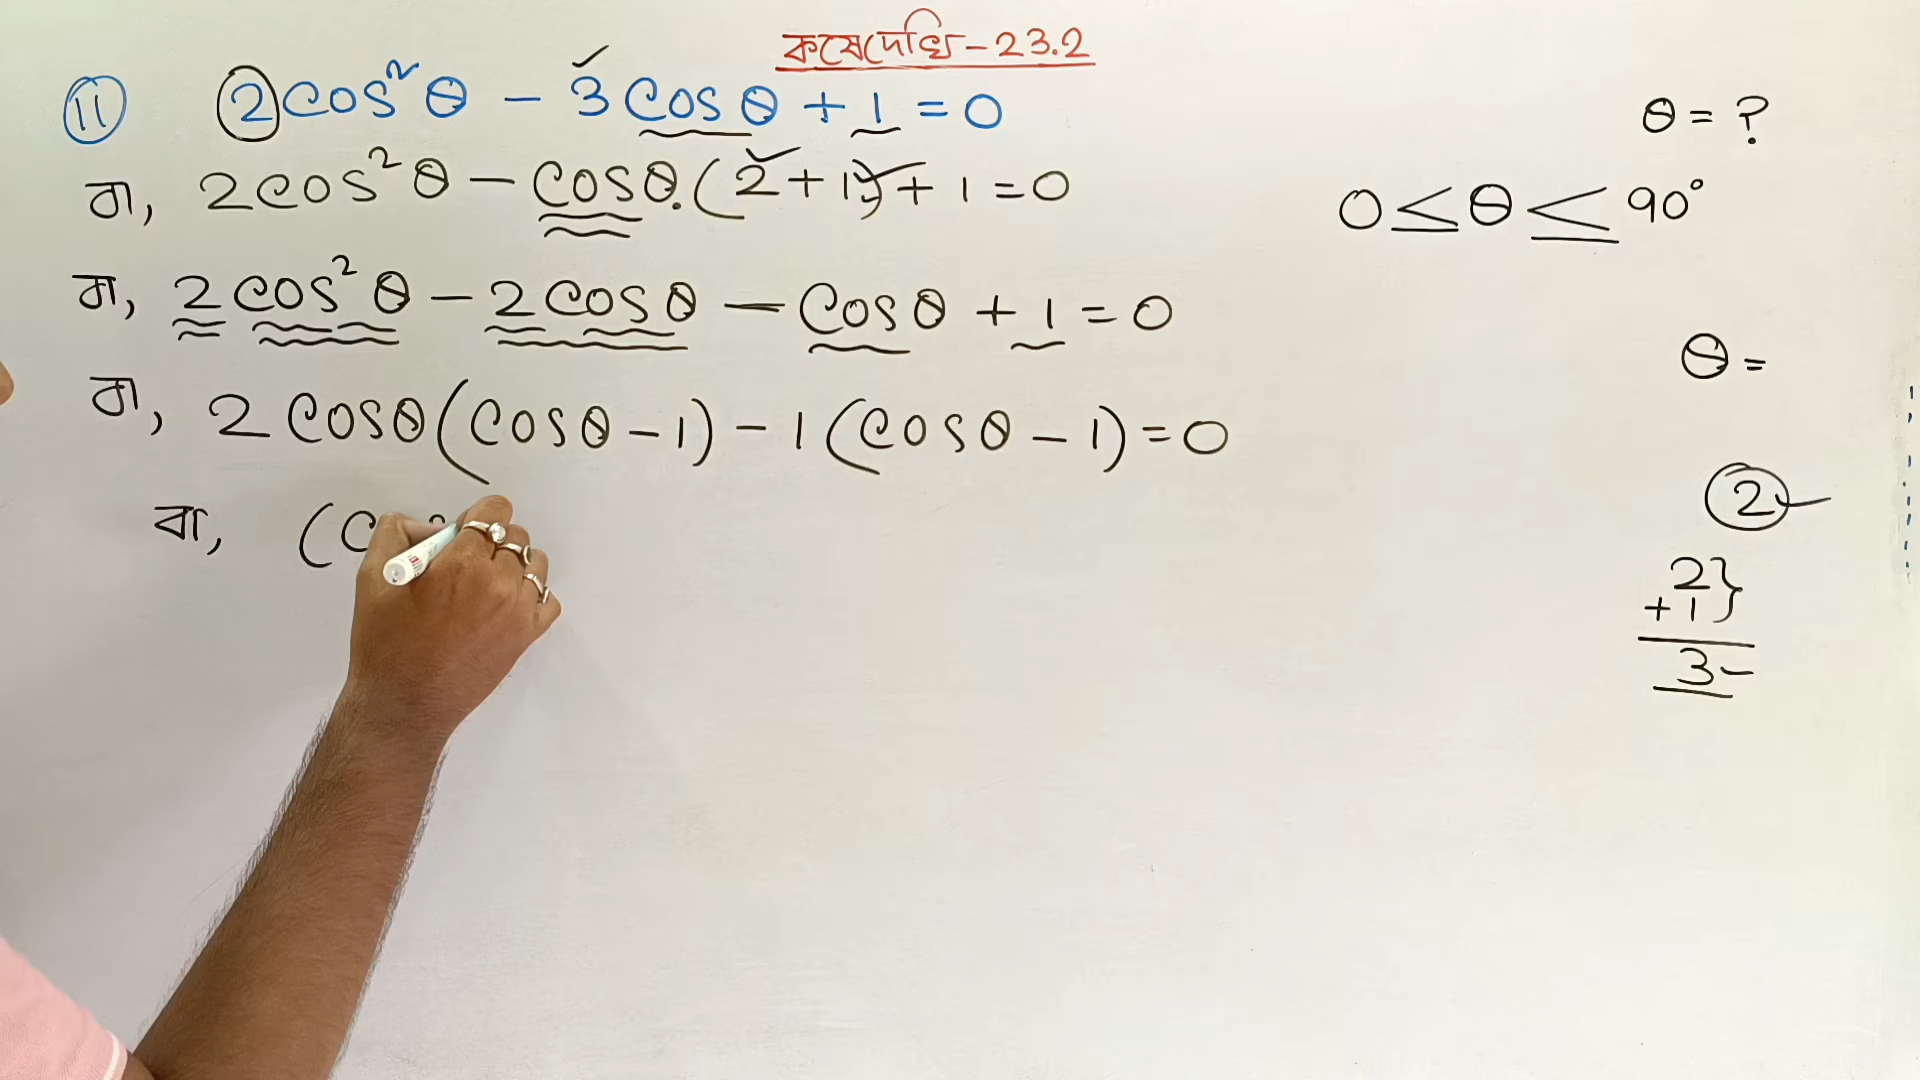 কষে দেখি - 23.2
11 2cos²θ - 3cosθ + 1 = 0
θ = ?
বা, 2cos²θ - cosθ.(2+1) + 1 = 0
0 ≤ θ ≤ 90°
বা, 2cos²θ - 2cosθ - cosθ + 1 = 0
θ =
বা, 2cosθ(cosθ-1) - 1(cosθ-1) = 0
2
বা, (c
2}
+1
3